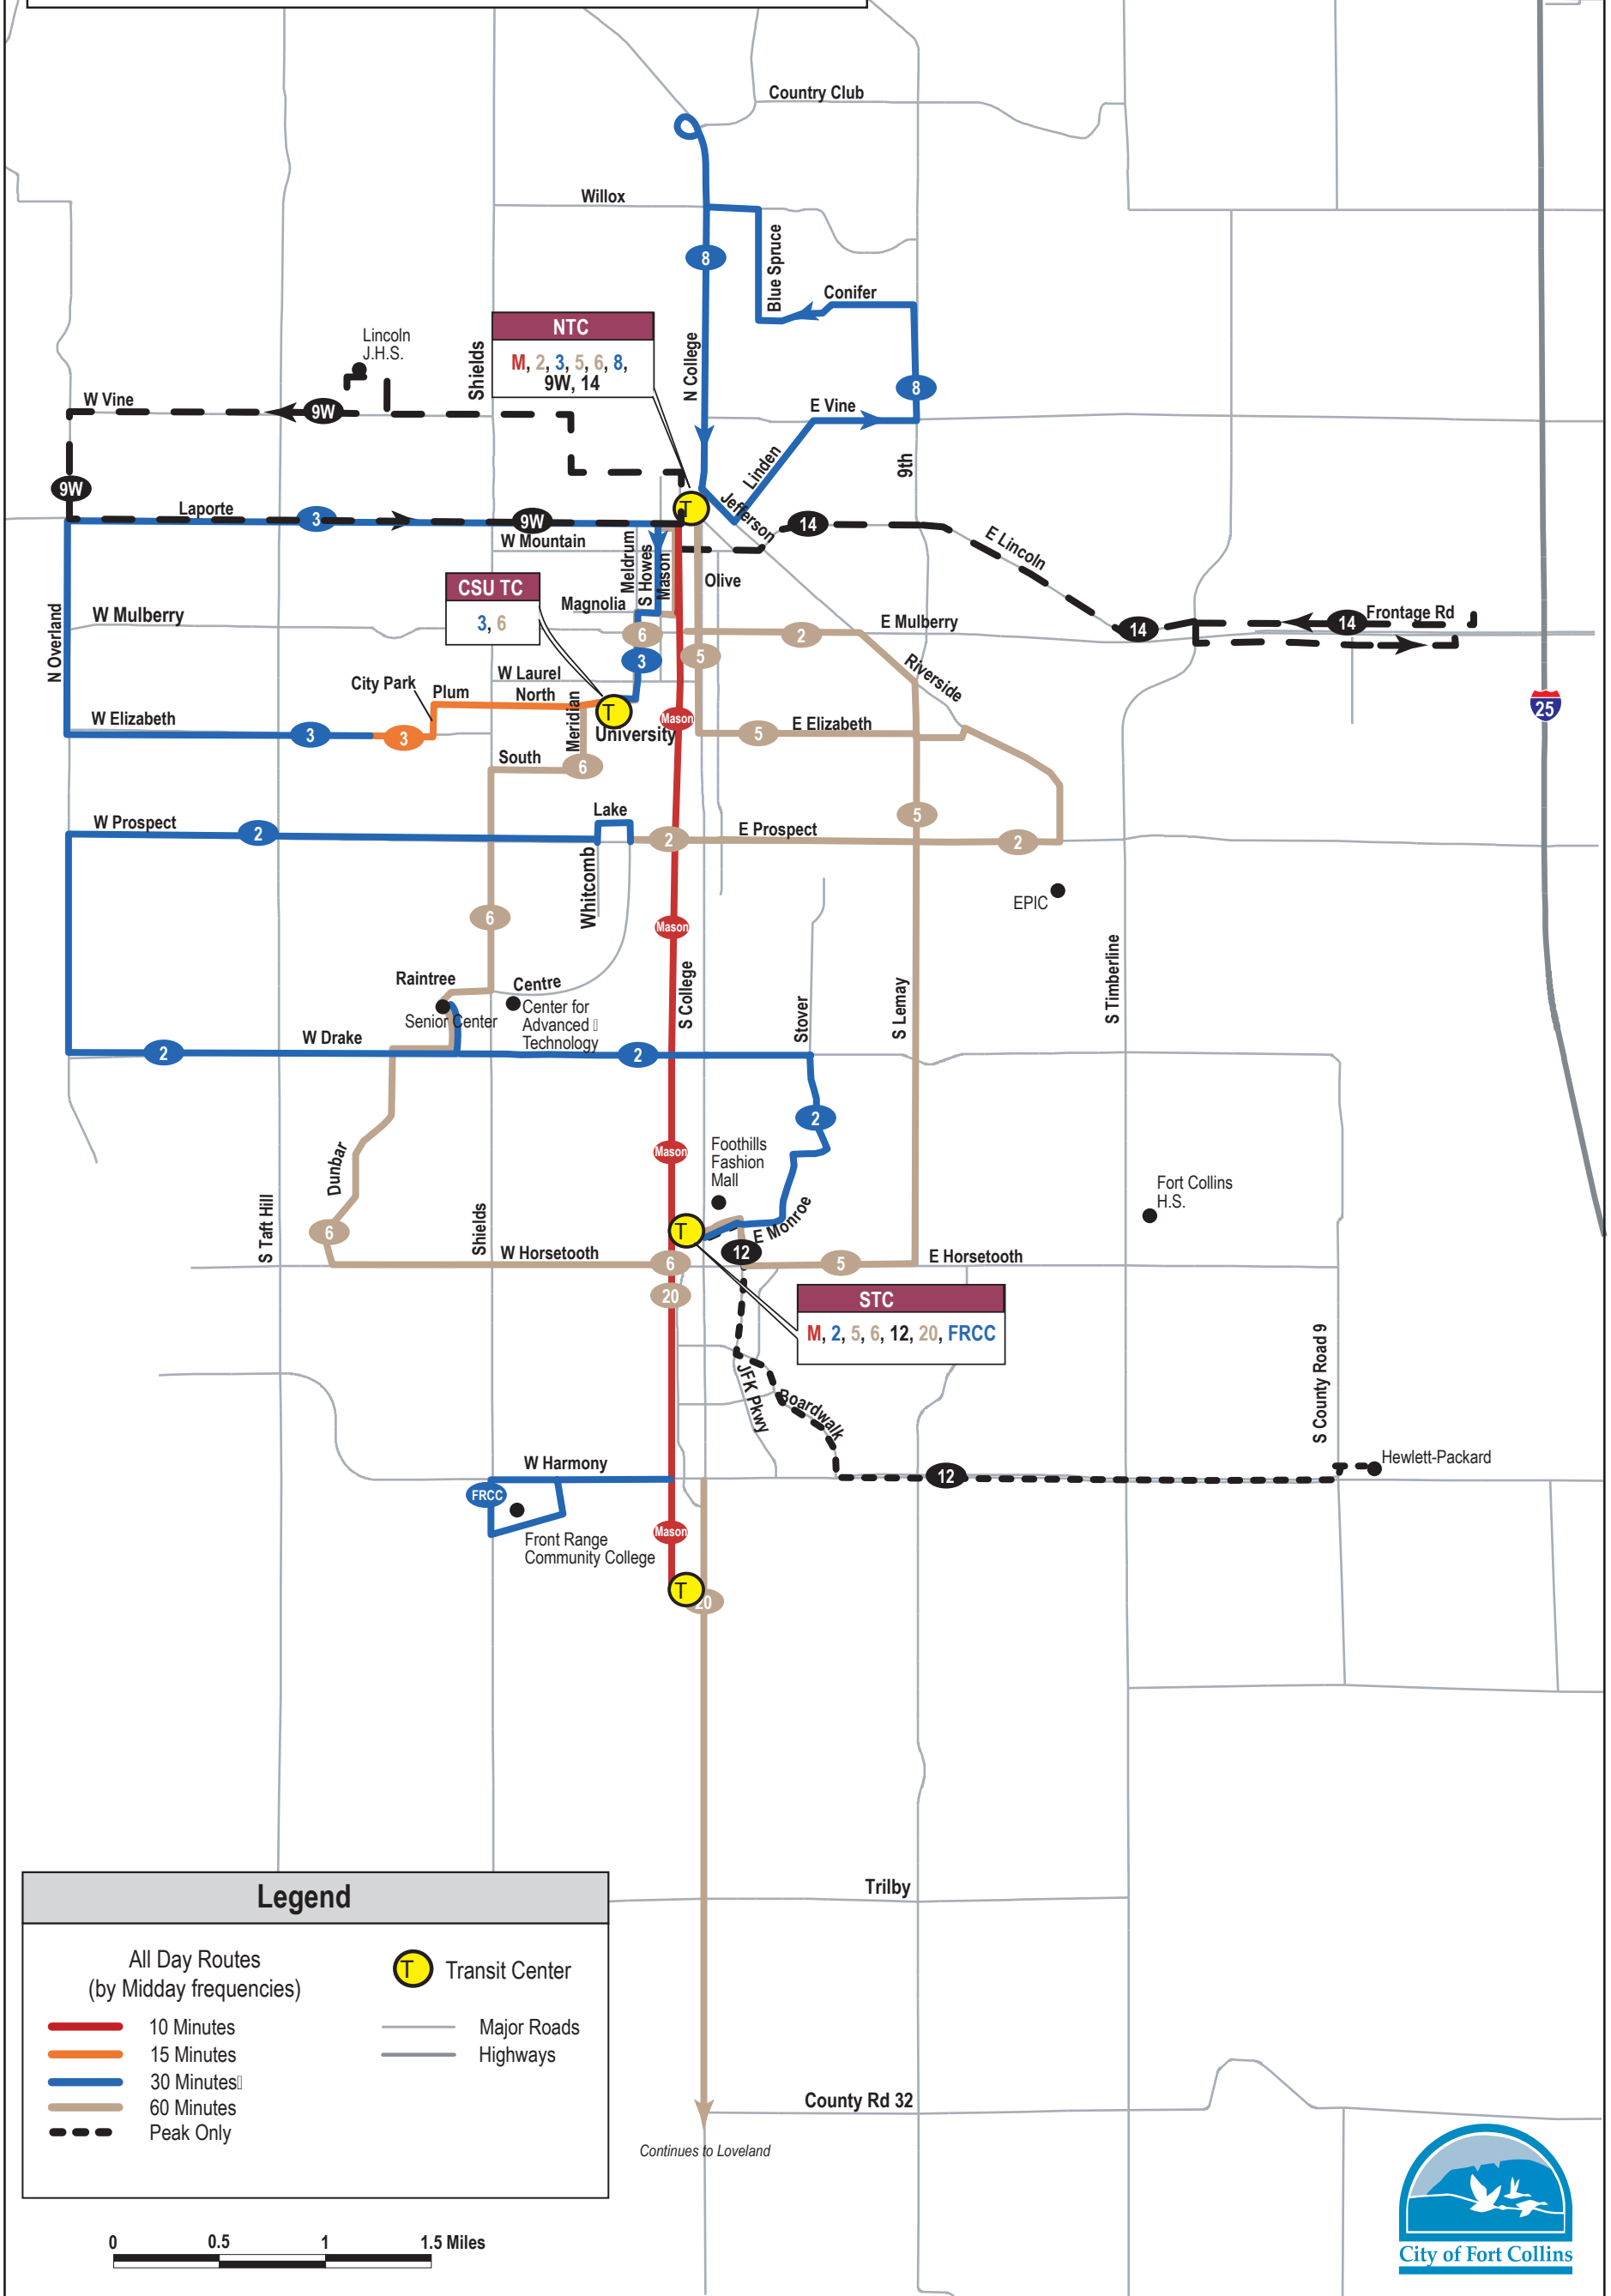 Country Club
Willox
8
Blue Spruce
Conifer
NTC
M, 2, 3, 5, 6, 8,
9W, 14
Lincoln
J.H.S.
Shields
N College
8
W Vine
9W
E Vine
Linden
9th
9W
Laporte
3
9W
Jefferson
14
W Mountain
E Lincoln
Meldrum
S Howes
Mason
Olive
CSU TC
3, 6
Magnolia
N Overland
W Mulberry
6
2
E Mulberry
14
14
Frontage Rd
3
5
Riverside
W Laurel
City Park
Plum
North
Meridian
25
W Elizabeth
3
3
University
Mason
5
E Elizabeth
South
6
Lake
5
W Prospect
2
2
E Prospect
2
Whitcomb
EPIC
6
Mason
S College
S Timberline
Raintree
Centre
Stover
S Lemay
Senior Center
Center for
Advanced
Technology
W Drake
2
2
2
Dunbar
Mason
Foothills
Fashion
Mall
Fort Collins
H.S.
S Taft Hill
6
Shields
T
E Monroe
W Horsetooth
6
12
5
E Horsetooth
20
STC
M, 2, 5, 6, 12, 20, FRCC
S County Road 9
JFK Pkwy
Boardwalk
W Harmony
Hewlett-Packard
12
FRCC
Mason
Front Range
Community College
T
20
Trilby
Legend
All Day Routes
(by Midday frequencies)
T
Transit Center
10 Minutes
Major Roads
15 Minutes
Highways
30 Minutes
60 Minutes
Peak Only
County Rd 32
Continues to Loveland
0
0.5
1
1.5 Miles
City of Fort Collins
T
T